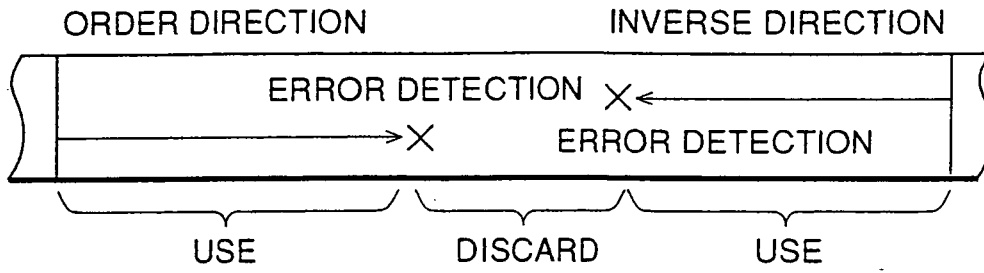 ORDER DIRECTION INVERSE DIRECTION
ERROR DETECTION
ERROR DETECTION
USE DISCARD USE